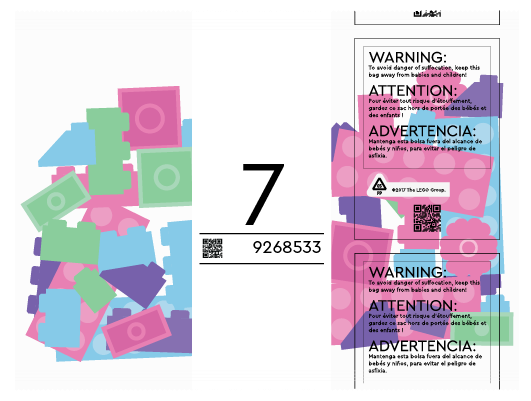 7
9268533
WARNING:
To avoid danger of suffocation, keep this
bag away from babies and children!
ATTENTION:
Pour éviter tout risque d'étouffement,
gardez ce sac hors de portée des bébés et
des enfants !
ADVERTENCIA:
Mantenga esta bolsa fuera del alcance de
bebés y niños, para evitar el peligro de
asfixia.
PP
©2017 The LEGO Group.
WARNING:
To avoid danger of suffocation, keep this
bag away from babies and children!
ATTENTION:
Pour éviter tout risque d'étouffement,
gardez ce sac hors de portée des bébés et
des enfants !
ADVERTENCIA:
Mantenga esta bolsa fuera del alcance de
bebés y niños, para evitar el peligro de
asfixia.